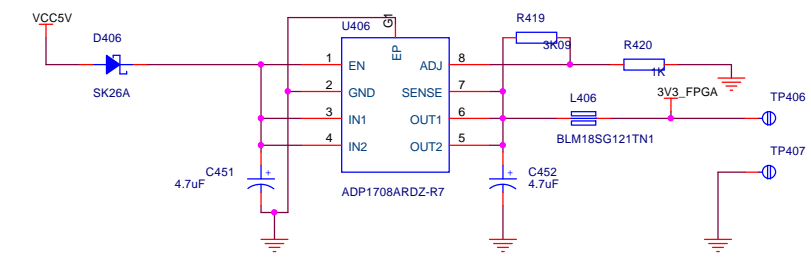 VCC5V
D406
SK26A
U406
G1
EP
1 EN ADJ 8
2 GND SENSE 7
3 IN1 OUT1 6
4 IN2 OUT2 5
ADP1708ARDZ-R7
C451
4.7uF
+
R419
3K09
R420
1K
L406
BLM18SG121TN1
3V3_FPGA
TP406
TP407
C452
4.7uF
+